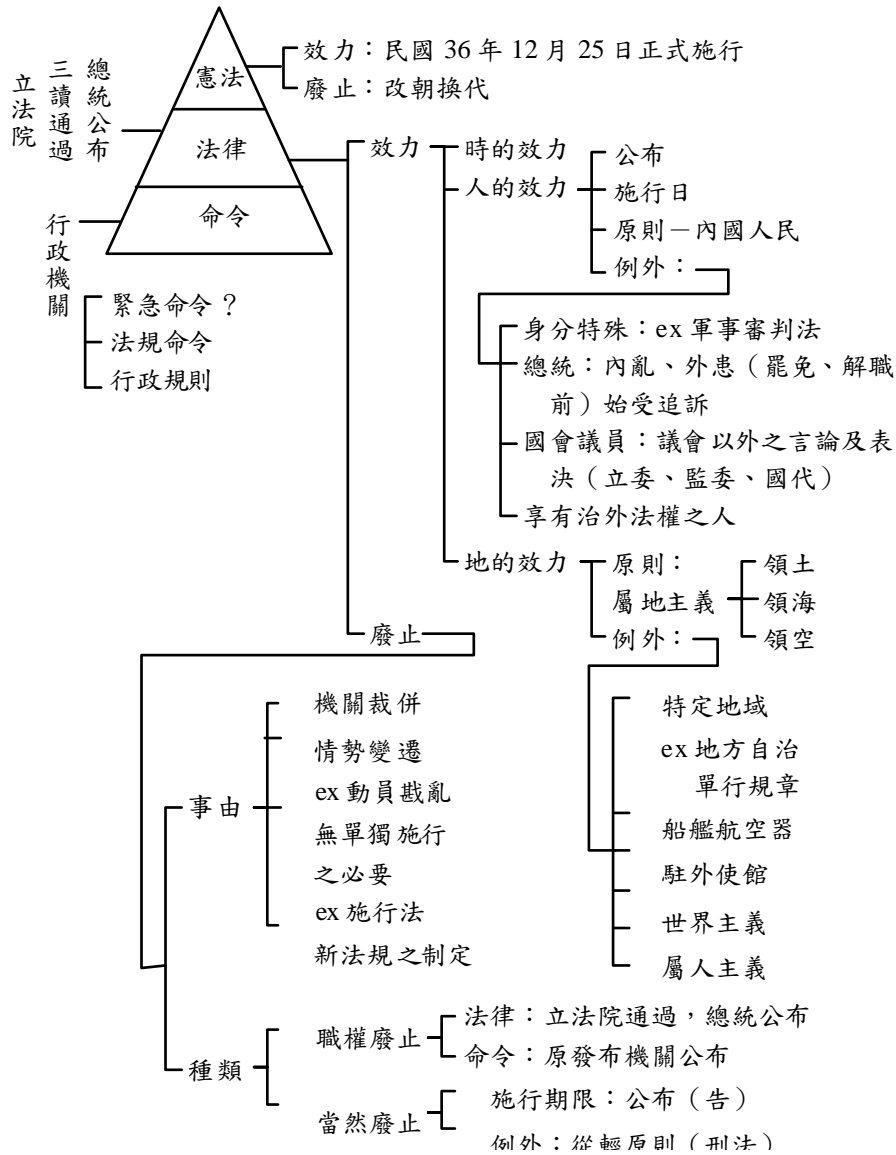 憲法
效力：民國 36 年 12 月 25 日正式施行
廢止：改朝換代
總統公布
三讀通過
立法院
法律
命令
行政機關
緊急命令？
法規命令
行政規則
效力
時的效力
人的效力
公布
施行日
原則－內國人民
例外：
身分特殊：ex 軍事審判法
總統：內亂、外患（罷免、解職
前）始受追訴
國會議員：議會以外之言論及表
決（立委、監委、國代）
享有治外法權之人
地的效力
原則：
屬地主義
領土
領海
領空
例外：
特定地域
ex 地方自治
單行規章
船艦航空器
駐外使館
世界主義
屬人主義
廢止
事由
機關裁併
情勢變遷
ex 動員戡亂
無單獨施行
之必要
ex 施行法
新法規之制定
種類
職權廢止
法律：立法院通過，總統公布
命令：原發布機關公布
當然廢止
施行期限：公布（告）
例外：從輕原則（刑法）